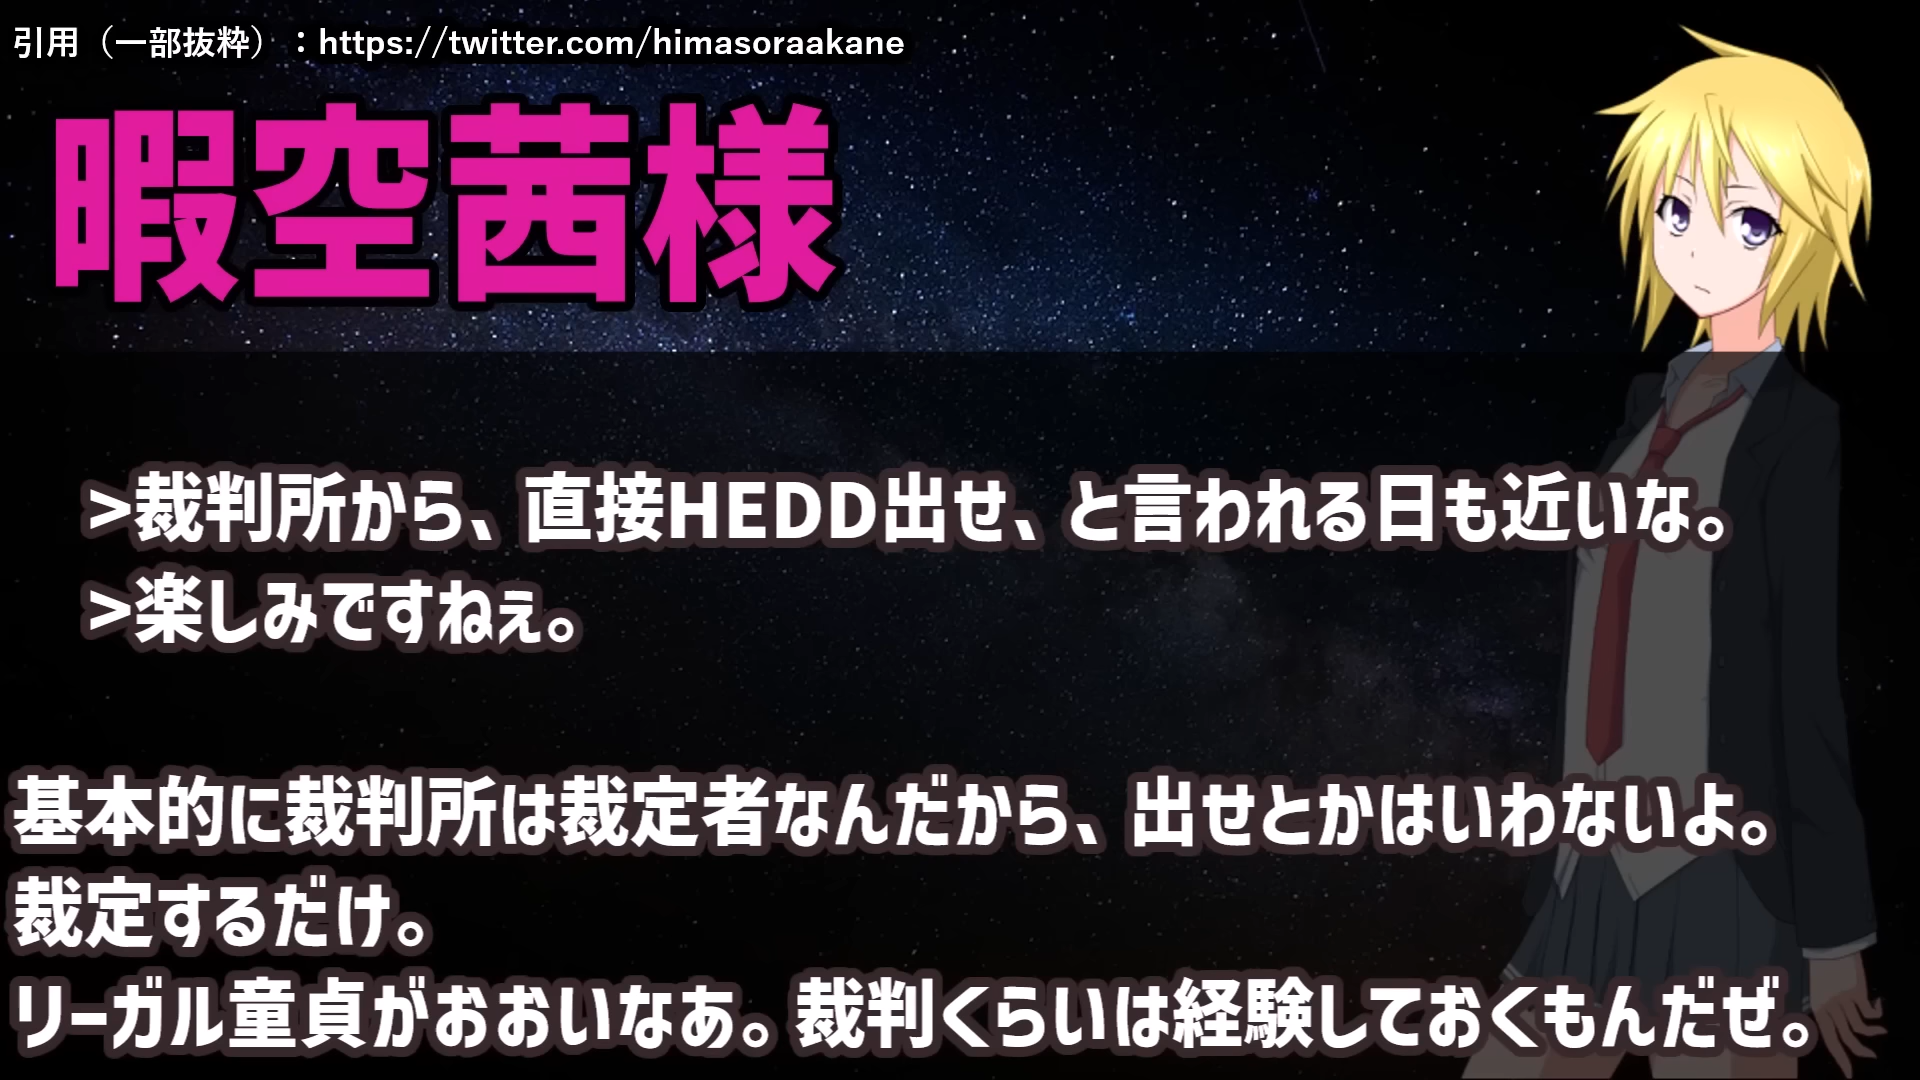 引用（一部抜粋）：https://twitter.com/himasoraakane
暇空茜様
>裁判所から、直接HEDD出せ、と言われる日も近いな。
>楽しみですねぇ。
基本的に裁判所は裁定者なんだから、出せとかはいわないよ。
裁定するだけ。
リーガル童貞がおおいなあ。裁判くらいは経験しておくもんだぜ。